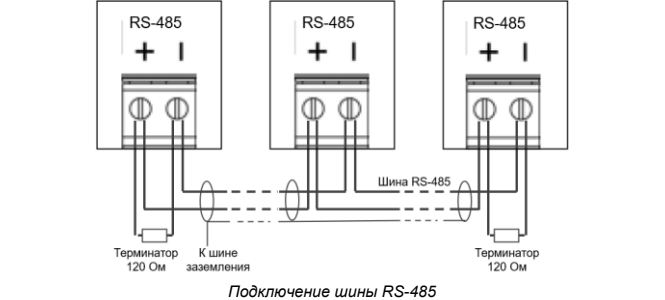 RS-485
RS-485
RS-485
+ –
+ –
+ –
Шина RS-485
Терминатор
120 Ом
К шине
заземления
Терминатор
120 Ом
Подключение шины RS-485